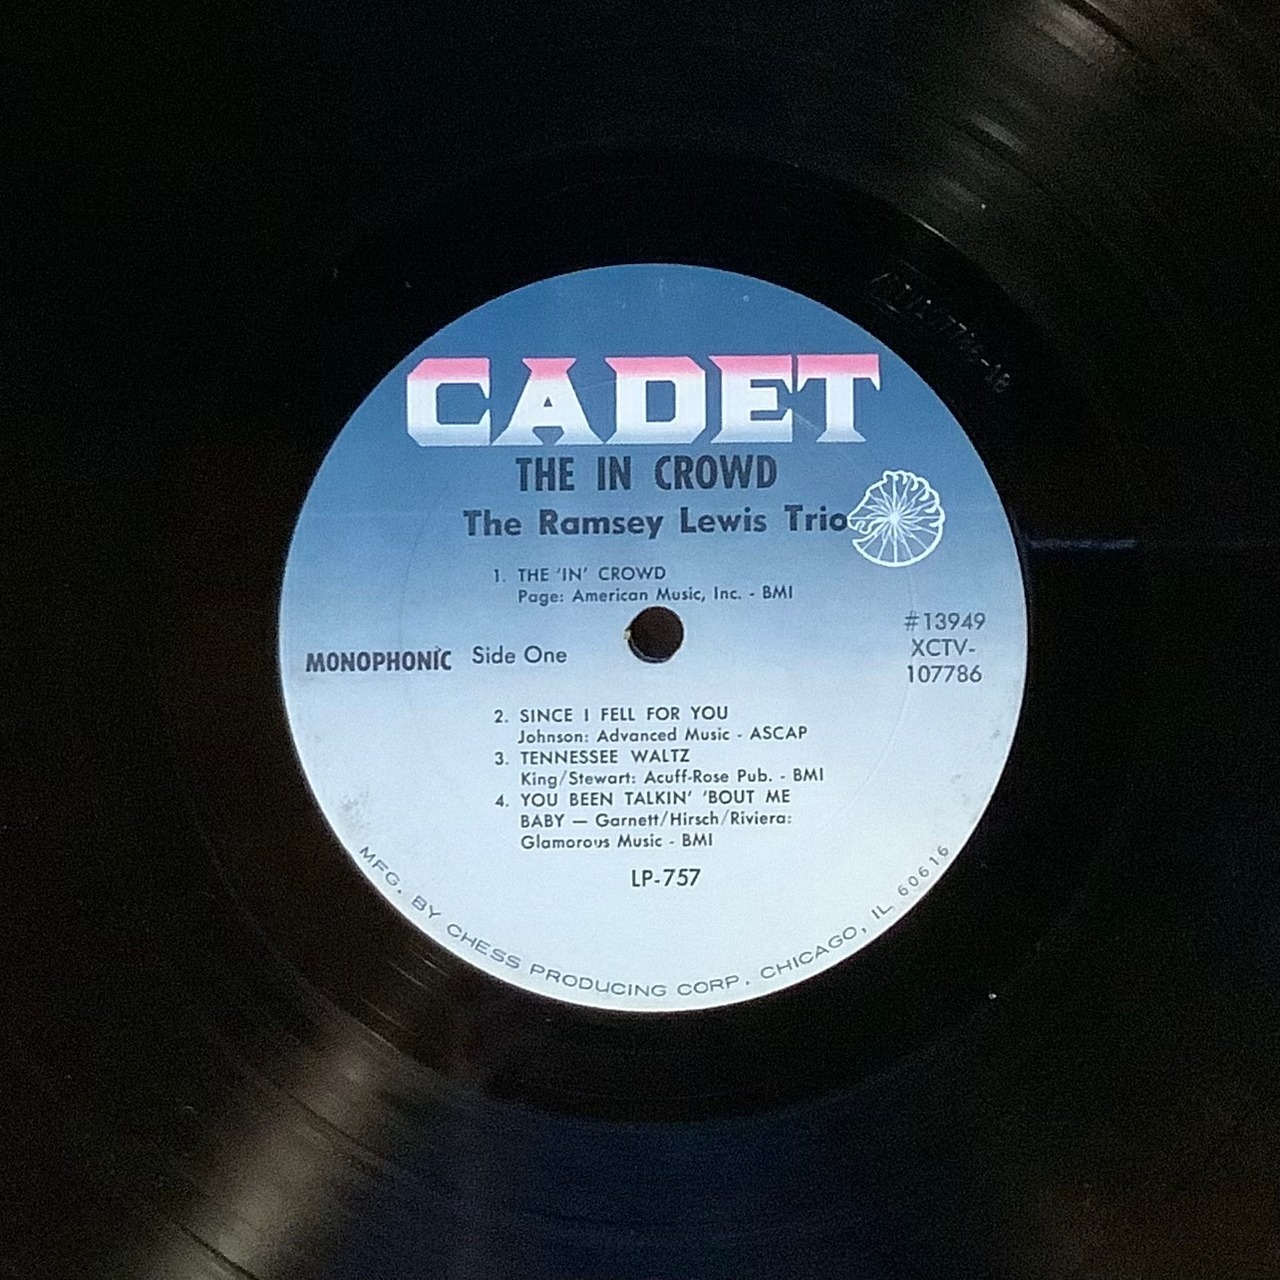 CADET
THE IN CROWD
The Ramsey Lewis Trio
1. THE 'IN' CROWD
Page: American Music, Inc. - BMI
#13949
XCTV-
107786
MONOPHONIC Side One
2. SINCE I FELL FOR YOU
Johnson: Advanced Music - ASCAP
3. TENNESSEE WALTZ
King/Stewart: Acuff-Rose Pub. - BMI
4. YOU BEEN TALKIN' 'BOUT ME
BABY — Garnett/Hirsch/Riviera:
Glamorous Music - BMI
LP-757
MFG. BY CHESS PRODUCING CORP. CHICAGO, IL 60616